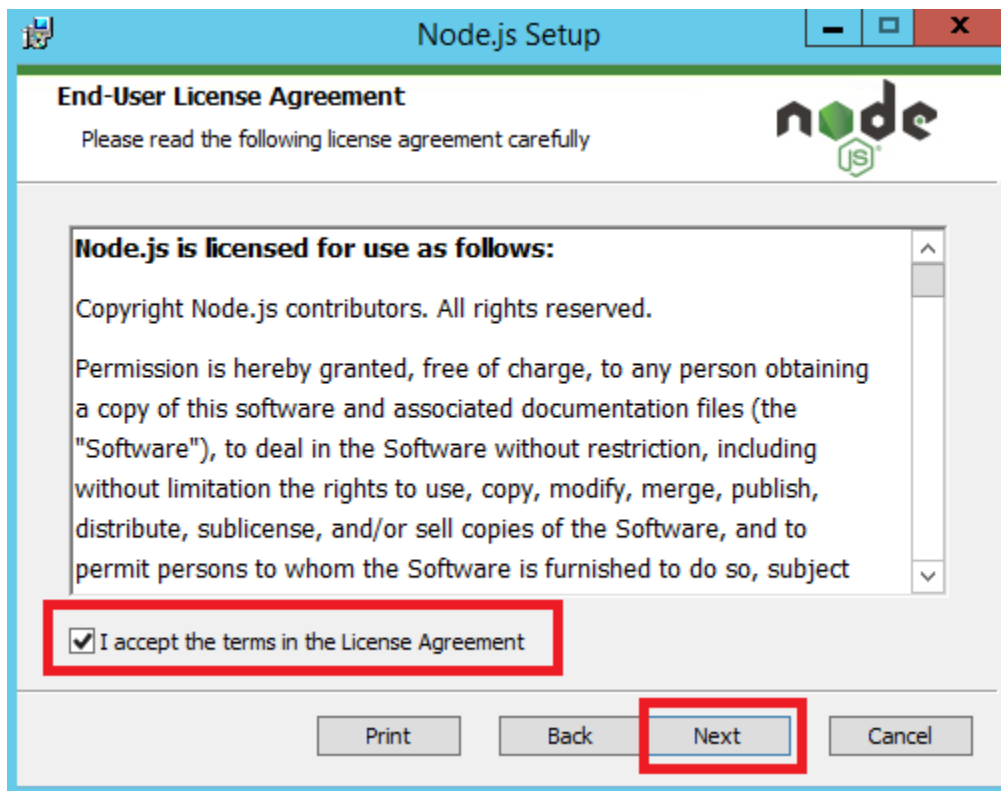 Node.js Setup
End-User License Agreement
Please read the following license agreement carefully
node
JS
Node.js is licensed for use as follows:
Copyright Node.js contributors. All rights reserved.
Permission is hereby granted, free of charge, to any person obtaining
a copy of this software and associated documentation files (the
"Software"), to deal in the Software without restriction, including
without limitation the rights to use, copy, modify, merge, publish,
distribute, sublicense, and/or sell copies of the Software, and to
permit persons to whom the Software is furnished to do so, subject
I accept the terms in the License Agreement
Print Back Next Cancel